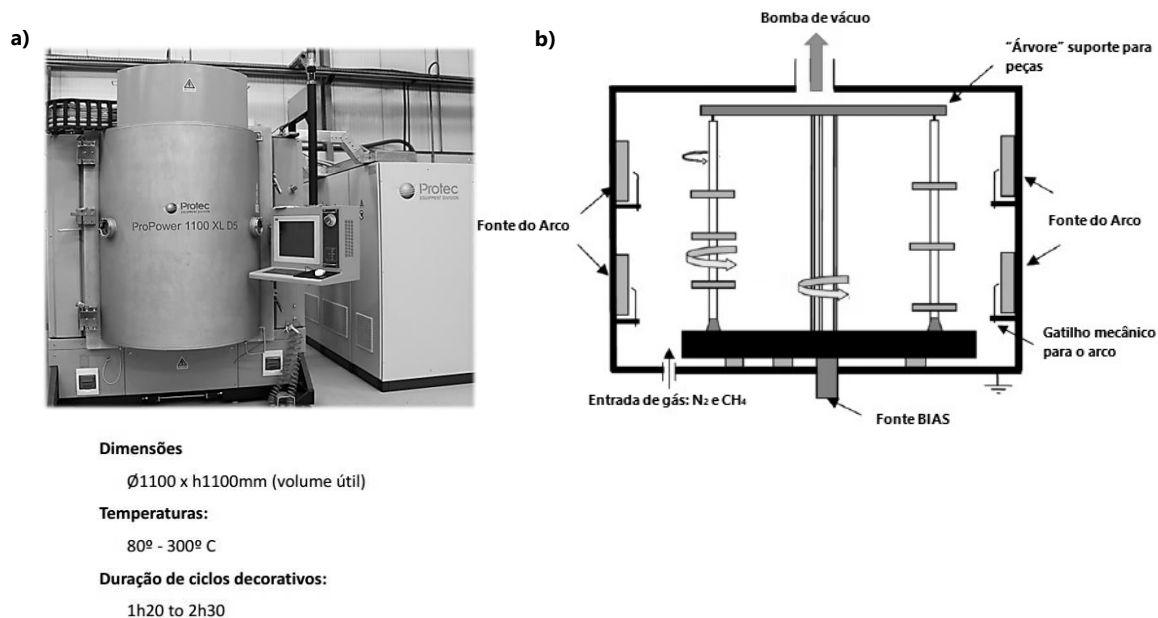 a)
Protec
EQUIPMENT DIVISION
ProPower 1100 XL D5
Protec
EQUIPMENT DIVISION
Dimensões
Ø1100 x h1100mm (volume útil)
Temperaturas:
80º - 300º C
Duração de ciclos decorativos:
1h20 to 2h30
b)
Bomba de vácuo
“Árvore” suporte para
peças
Fonte do Arco
Fonte do Arco
Gatilho mecânico
para o arco
Entrada de gás: N₂ e CH₄
Fonte BIAS